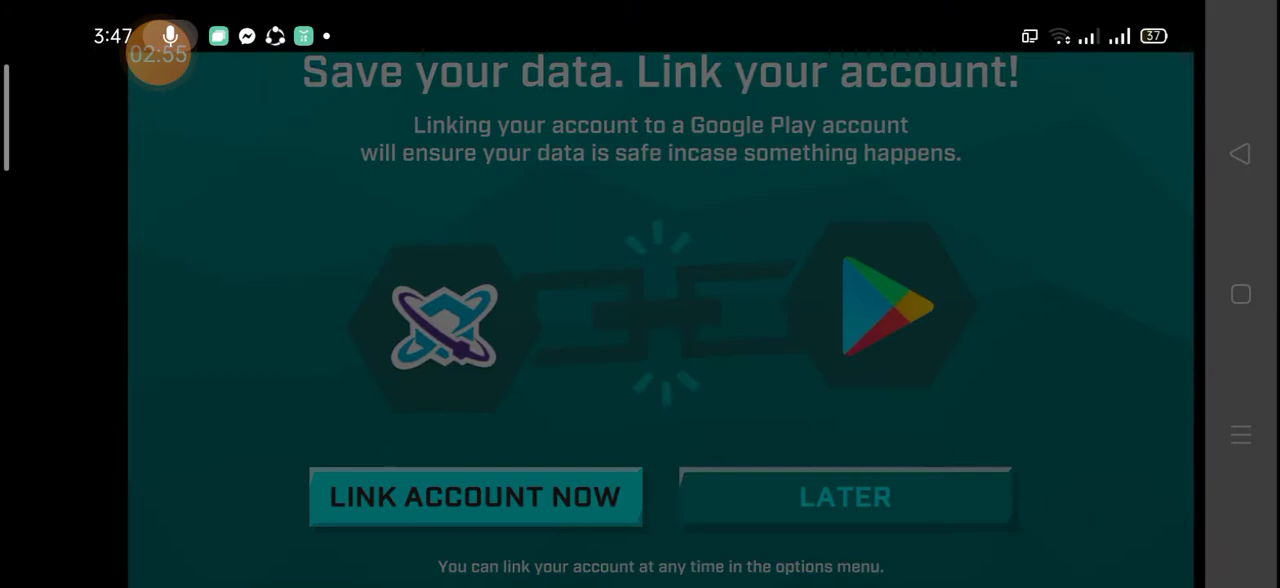 3:47
37
02:55
Save your data. Link your account!
Linking your account to a Google Play account
will ensure your data is safe incase something happens.
LINK ACCOUNT NOW
LATER
You can link your account at any time in the options menu.